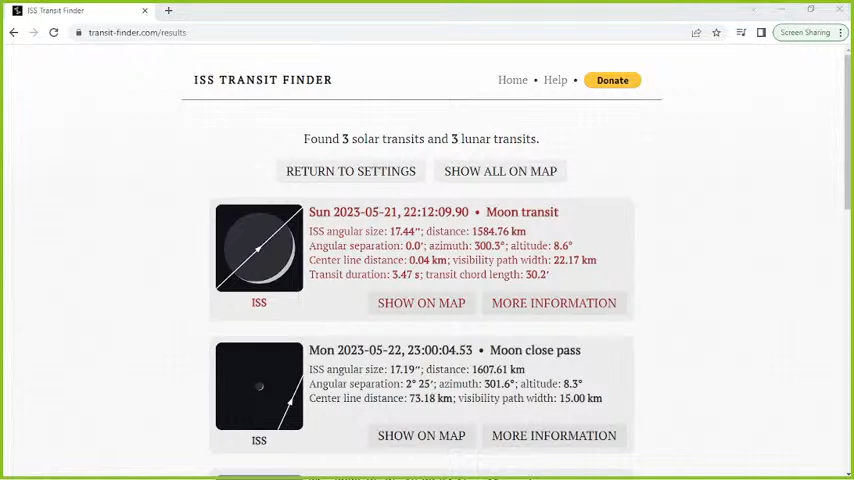 ISS Transit Finder
transit-finder.com/results
Screen Sharing
ISS TRANSIT FINDER
Home • Help • Donate
Found 3 solar transits and 3 lunar transits.
RETURN TO SETTINGS SHOW ALL ON MAP
Sun 2023-05-21, 22:12:09.90 • Moon transit
ISS angular size: 17.44″; distance: 1584.76 km
Angular separation: 0.0′; azimuth: 300.3°; altitude: 8.6°
Center line distance: 0.04 km; visibility path width: 22.17 km
Transit duration: 3.47 s; transit chord length: 30.2′
ISS
SHOW ON MAP MORE INFORMATION
Mon 2023-05-22, 23:00:04.53 • Moon close pass
ISS angular size: 17.19″; distance: 1607.61 km
Angular separation: 2° 25′; azimuth: 301.6°; altitude: 8.3°
Center line distance: 73.18 km; visibility path width: 15.00 km
ISS
SHOW ON MAP MORE INFORMATION